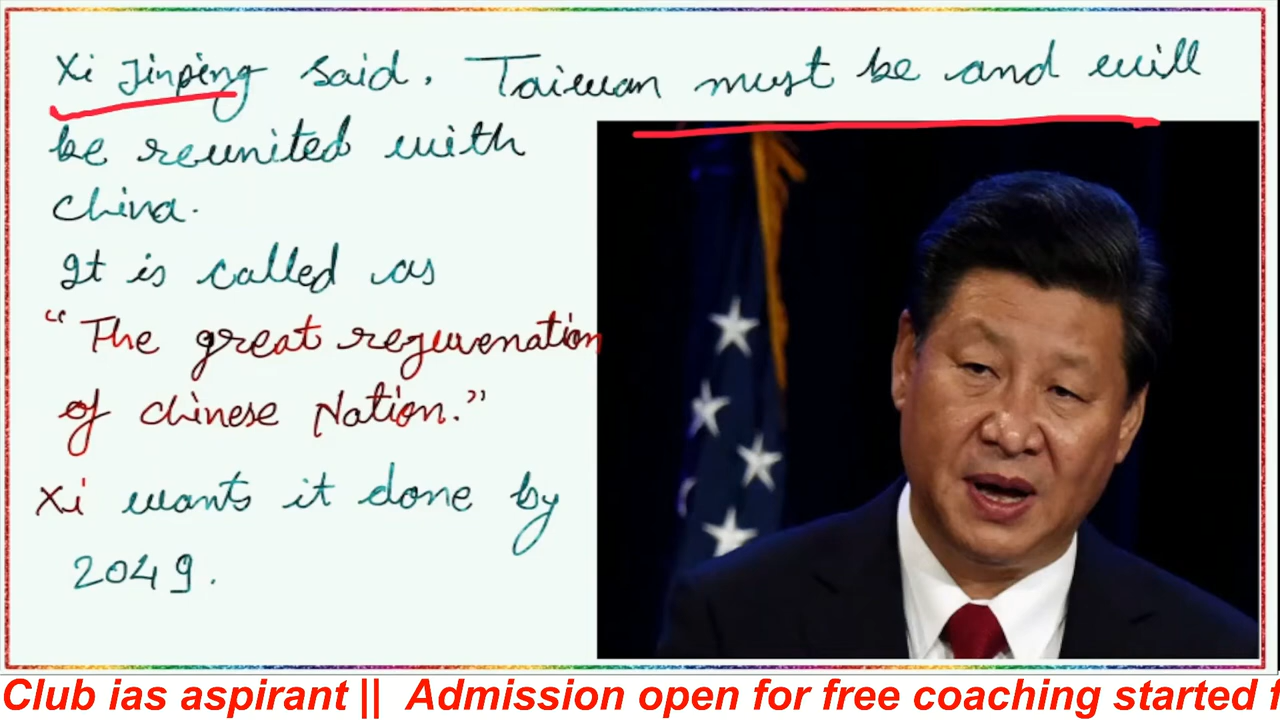 Xi Jinping said, Taiwan must be and will
be reunited with
China.
It is called as
"The great rejuvenation
of Chinese Nation."
Xi wants it done by
2049.
Club ias aspirant || Admission open for free coaching started f